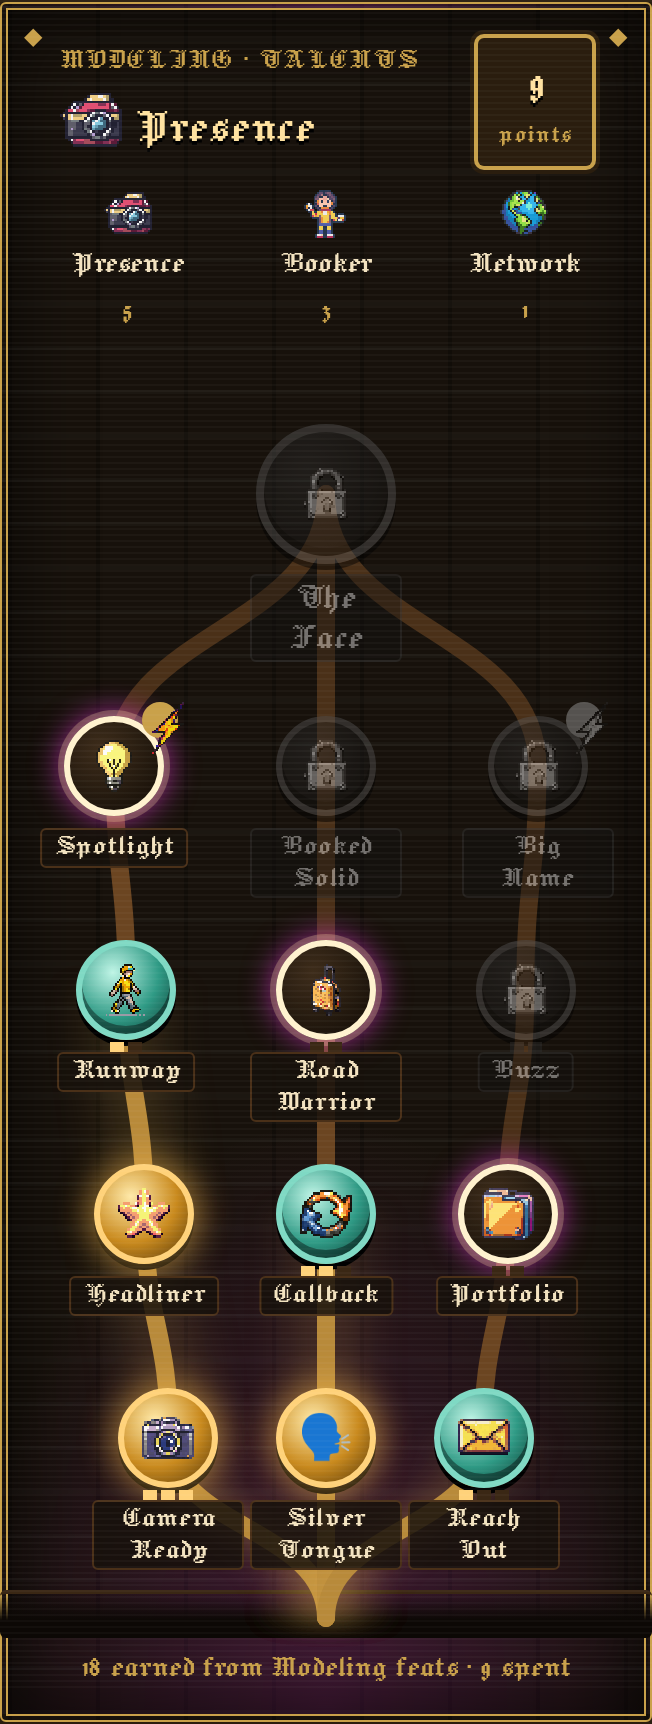 MODELING · TALENTS
9
points
Presence
Presence
Booker
Network
5
3
1
The
Face
Spotlight
Booked
Solid
Big
Name
Runway
Road
Warrior
Buzz
Headliner
Callback
Portfolio
Camera
Ready
Silver
Tongue
Reach
Out
18 earned from Modeling feats · 9 spent